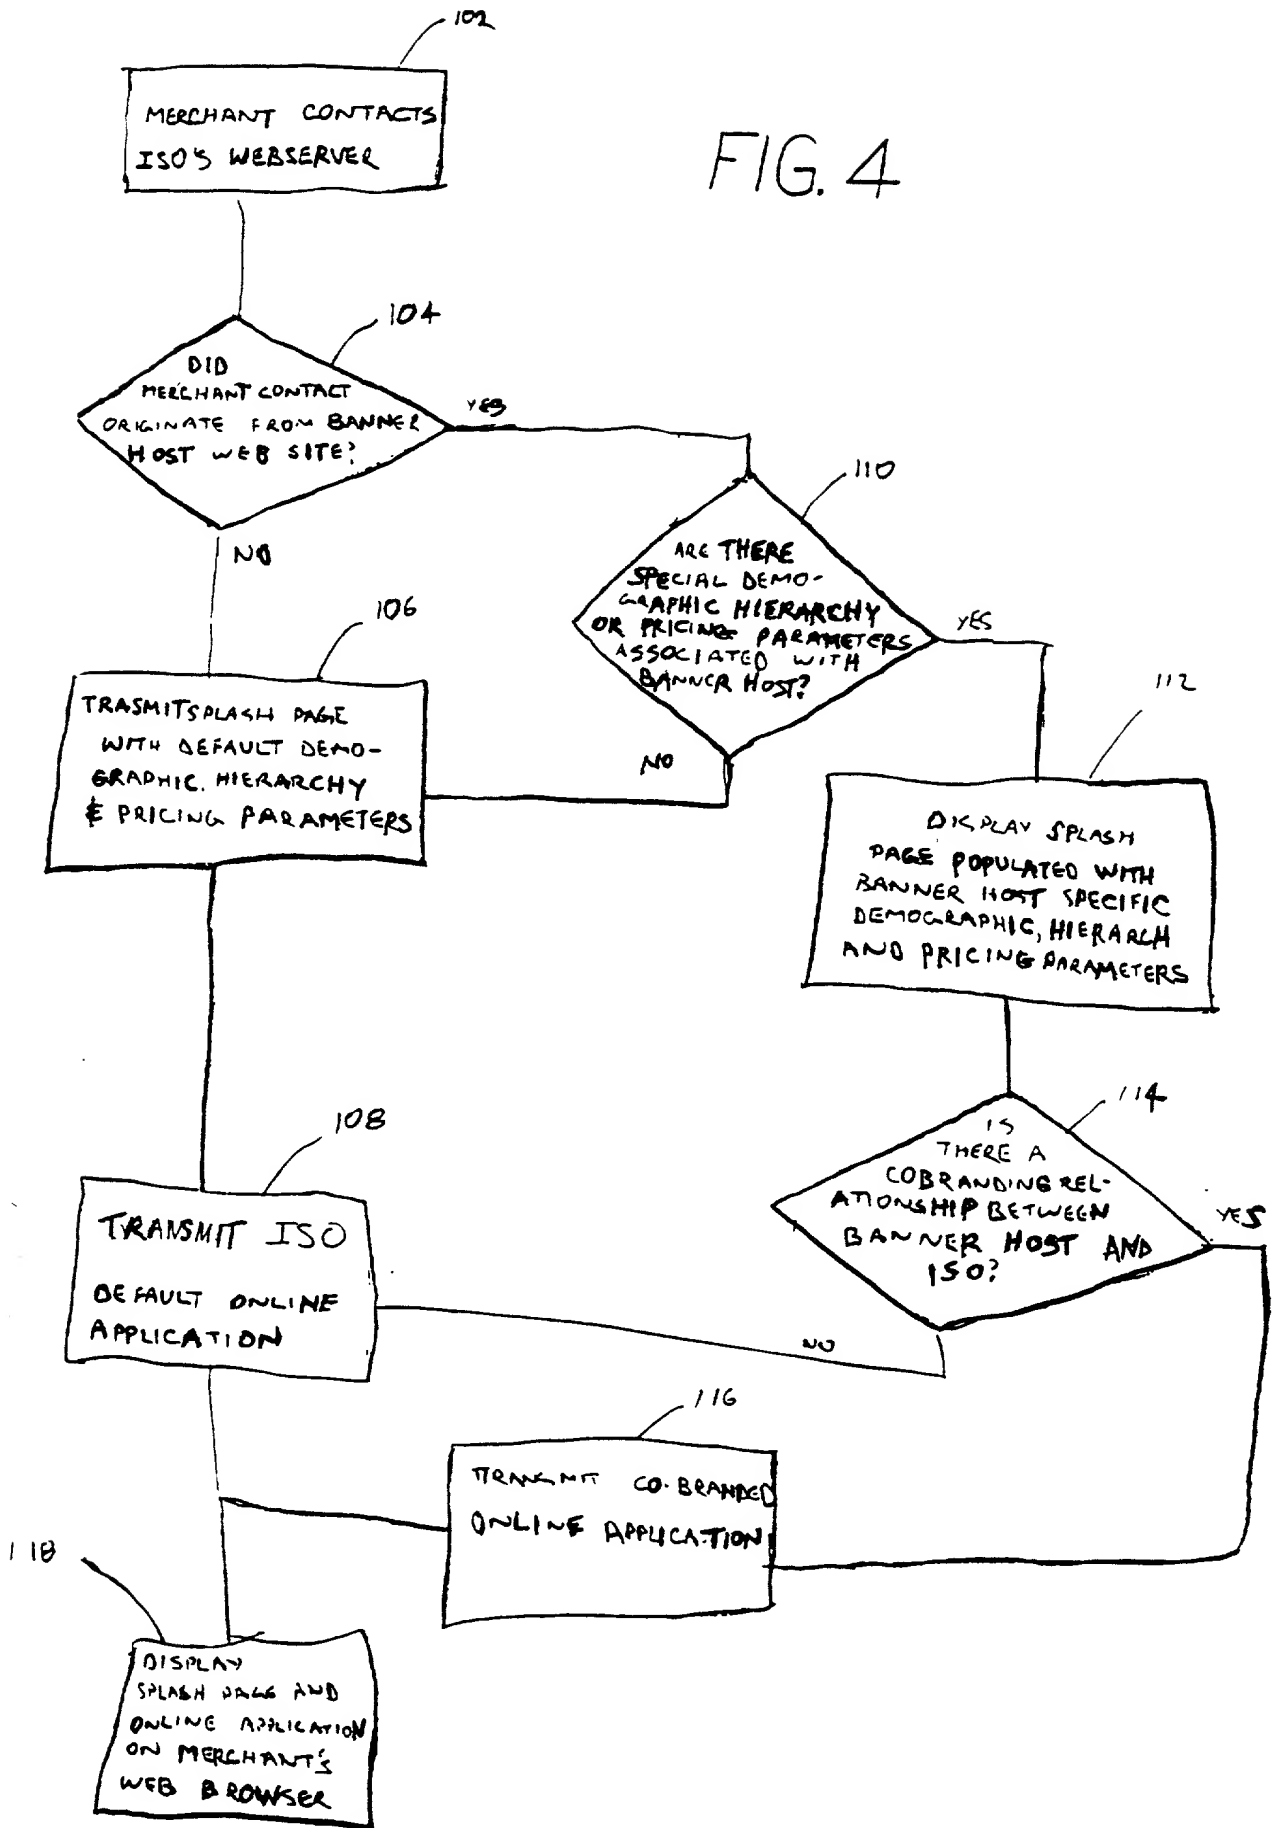 102
MERCHANT CONTACTS
ISO'S WEBSERVER
FIG. 4
104
DID
MERCHANT CONTACT
ORIGINATE FROM BANNER
HOST WEB SITE?
YES
NO
110
ARE THERE
SPECIAL DEMO-
GRAPHIC HIERARCHY
OR PRICING PARAMETERS
ASSOCIATED WITH
BANNER HOST?
YES
NO
106
TRASMIT SPLASH PAGE
WITH DEFAULT DEMO-
GRAPHIC, HIERARCHY
& PRICING PARAMETERS
112
DISPLAY SPLASH
PAGE POPULATED WITH
BANNER HOST SPECIFIC
DEMOGRAPHIC, HIERARCH
AND PRICING PARAMETERS
108
TRANSMIT ISO
DEFAULT ONLINE
APPLICATION
114
IS
THERE A
COBRANDING REL-
ATIONSHIP BETWEEN
BANNER HOST AND
ISO?
YES
NO
116
TRANSMIT CO-BRANDED
ONLINE APPLICATION
118
DISPLAY
SPLASH PAGE AND
ONLINE APPLICATION
ON MERCHANT'S
WEB BROWSER